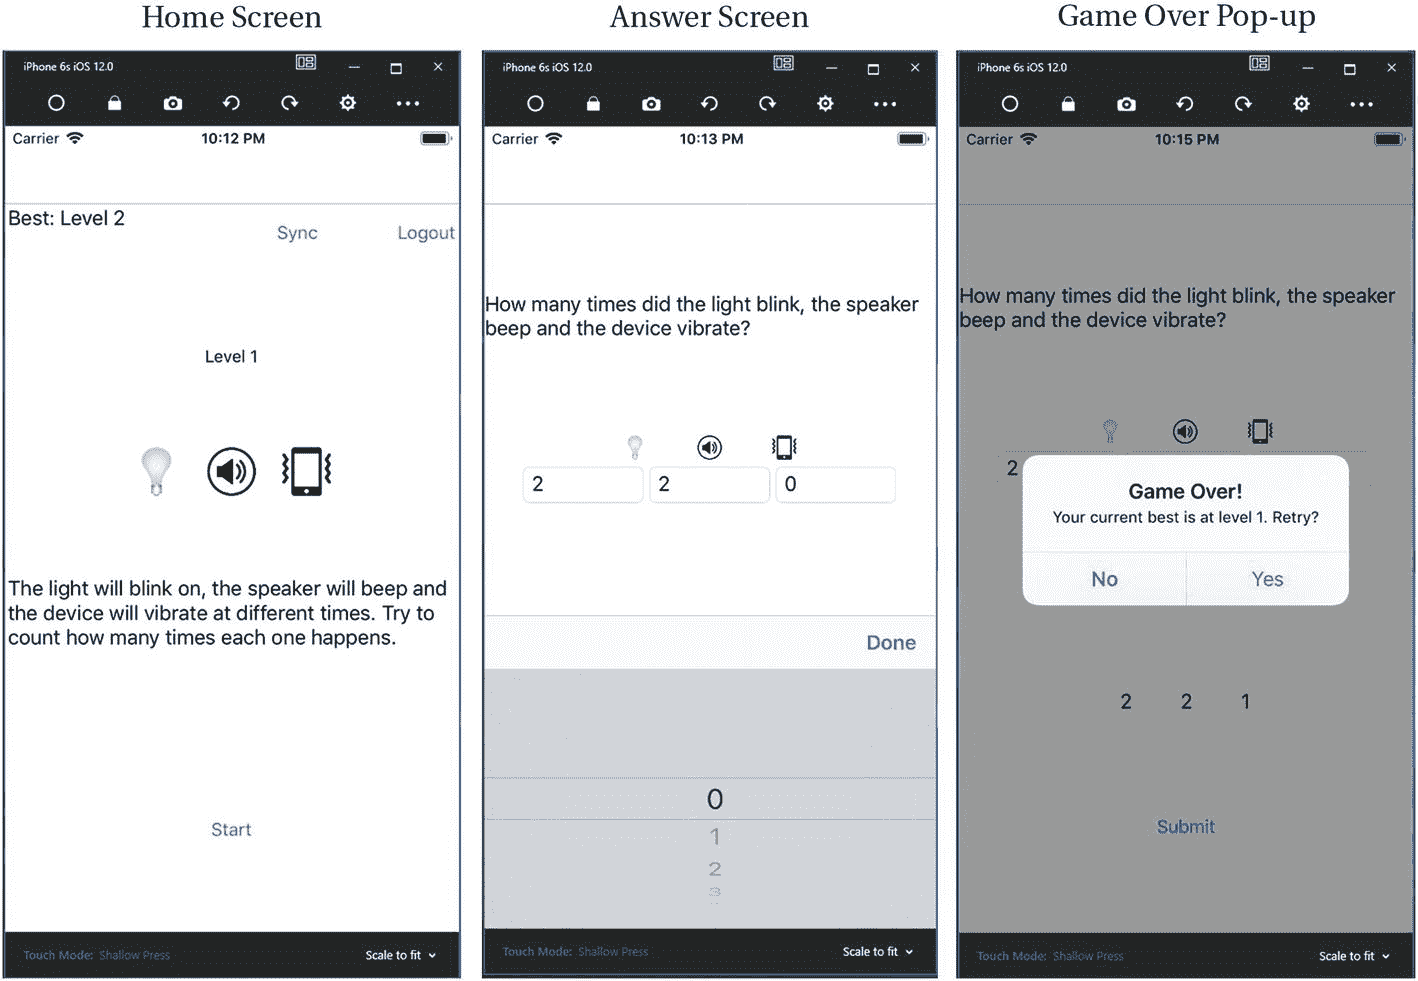 Home Screen
iPhone 6s iOS 12.0
Carrier
10:12 PM
Best: Level 2
Sync
Logout
Level 1
The light will blink on, the speaker will beep and
the device will vibrate at different times. Try to
count how many times each one happens.
Start
Touch Mode: Shallow Press
Scale to fit
Answer Screen
iPhone 6s iOS 12.0
Carrier
10:13 PM
How many times did the light blink, the speaker
beep and the device vibrate?
2 2 0
Done
0
1
2
3
Touch Mode: Shallow Press
Scale to fit
Game Over Pop-up
iPhone 6s iOS 12.0
Carrier
10:15 PM
How many times did the light blink, the speaker
beep and the device vibrate?
2
Game Over!
Your current best is at level 1. Retry?
No Yes
2 2 1
Submit
Touch Mode: Shallow Press
Scale to fit